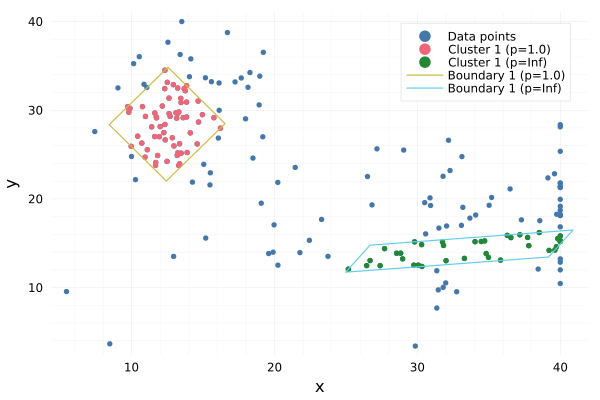 40
Data points
Cluster 1 (p=1.0)
Cluster 1 (p=Inf)
Boundary 1 (p=1.0)
Boundary 1 (p=Inf)
30
y
20
10
10
20
30
40
x